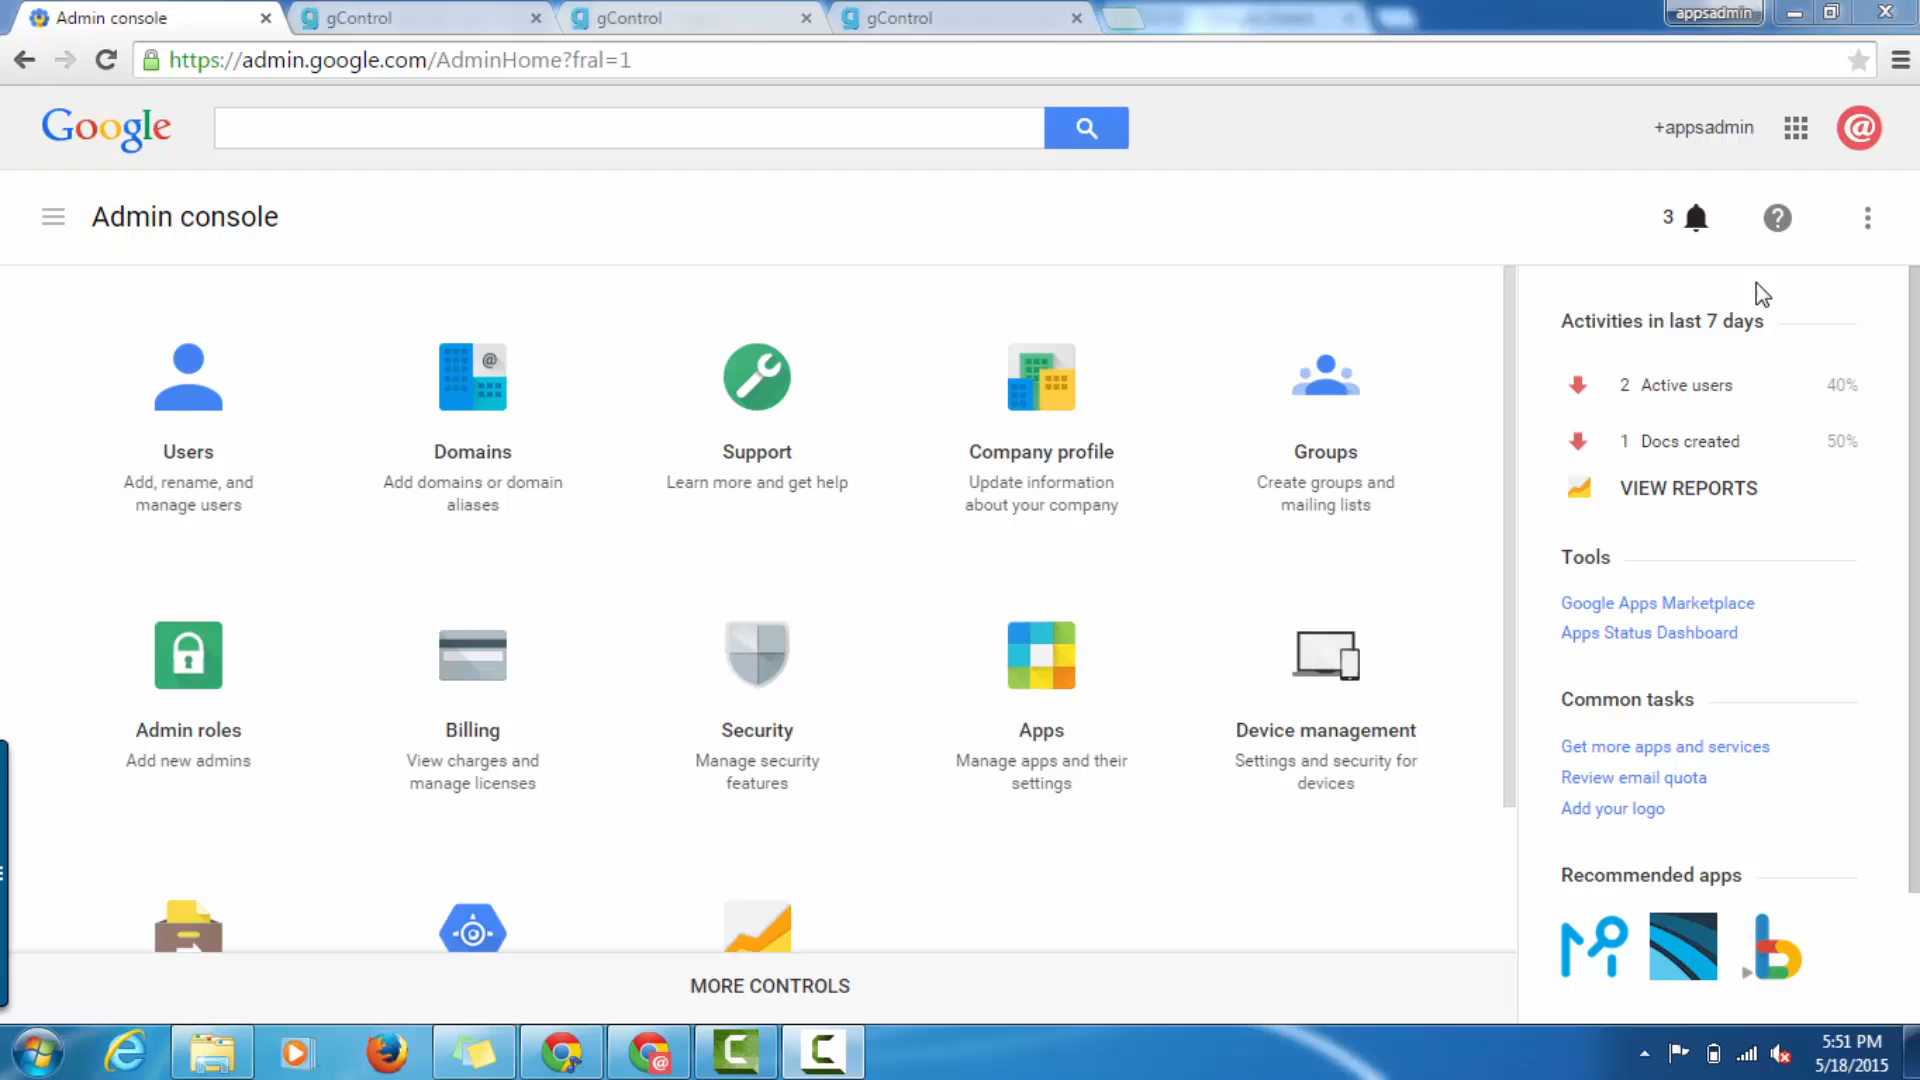 Admin console
gControl
gControl
gControl
appsadmin
https://admin.google.com/AdminHome?fral=1
Google
+appsadmin
Admin console
3
Users
Add, rename, and
manage users
Domains
Add domains or domain
aliases
Support
Learn more and get help
Company profile
Update information
about your company
Groups
Create groups and
mailing lists
Admin roles
Add new admins
Billing
View charges and
manage licenses
Security
Manage security
features
Apps
Manage apps and their
settings
Device management
Settings and security for
devices
MORE CONTROLS
Activities in last 7 days
2 Active users 40%
1 Docs created 50%
VIEW REPORTS
Tools
Google Apps Marketplace
Apps Status Dashboard
Common tasks
Get more apps and services
Review email quota
Add your logo
Recommended apps
5:51 PM
5/18/2015